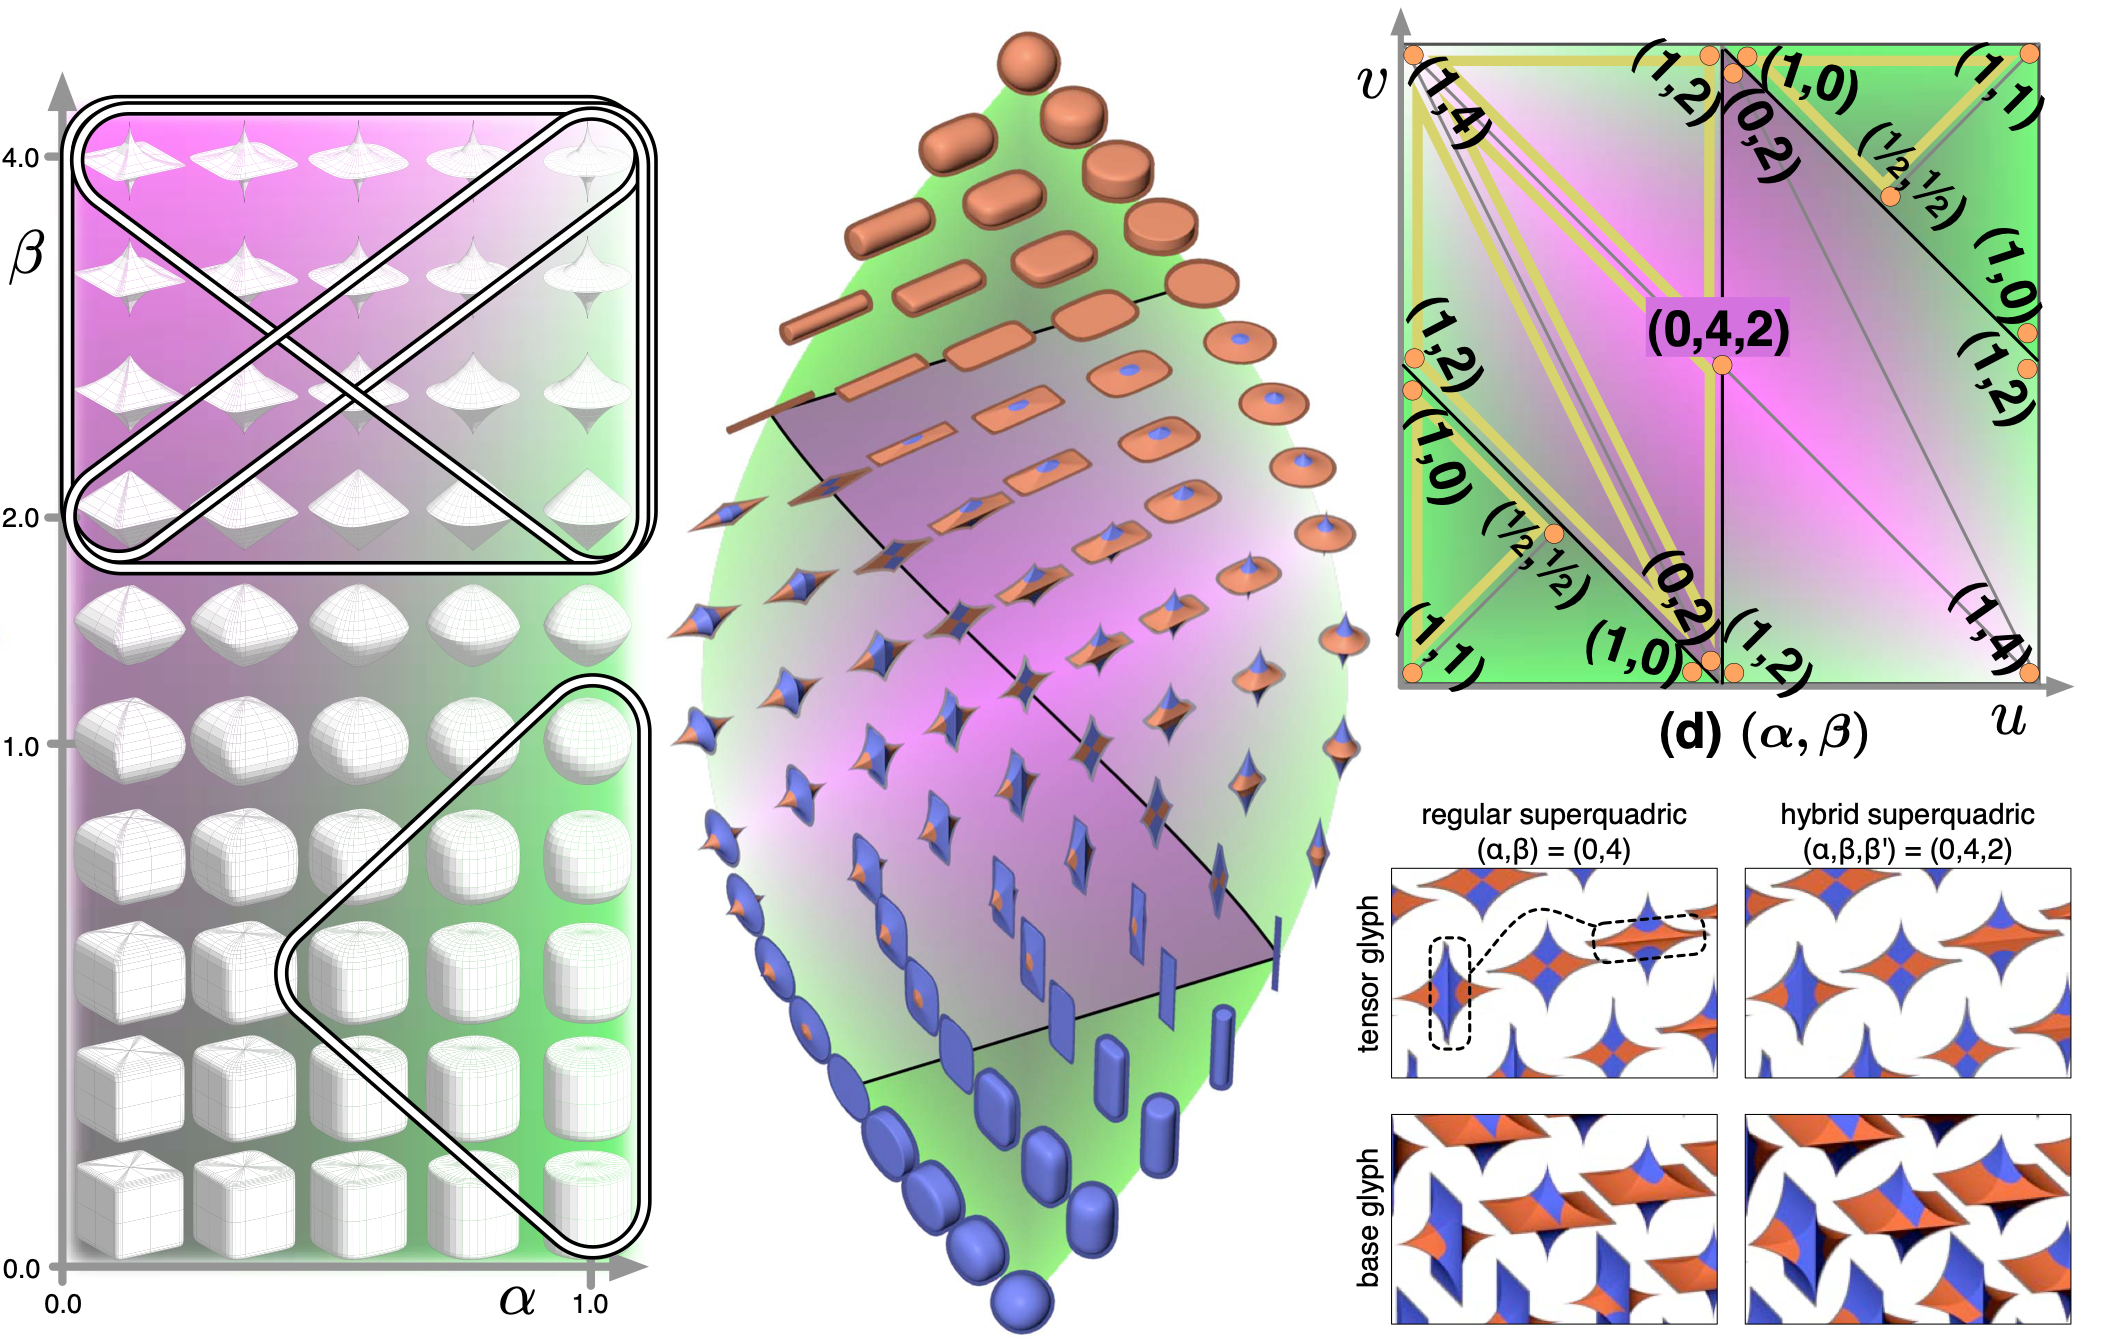 4.0
β
2.0
1.0
0.0
0.0
α
1.0
v
(1,4)
(1,2)
(1,0)
(0,2)
(1,1)
(½,½)
(1,0)
(1,2)
(0,4,2)
(1,2)
(1,0)
(½,½)
(1,1)
(0,2)
(1,0)
(1,2)
(1,4)
u
(d) (α, β)
regular superquadric
(α,β) = (0,4)
hybrid superquadric
(α,β,β') = (0,4,2)
tensor glyph
base glyph